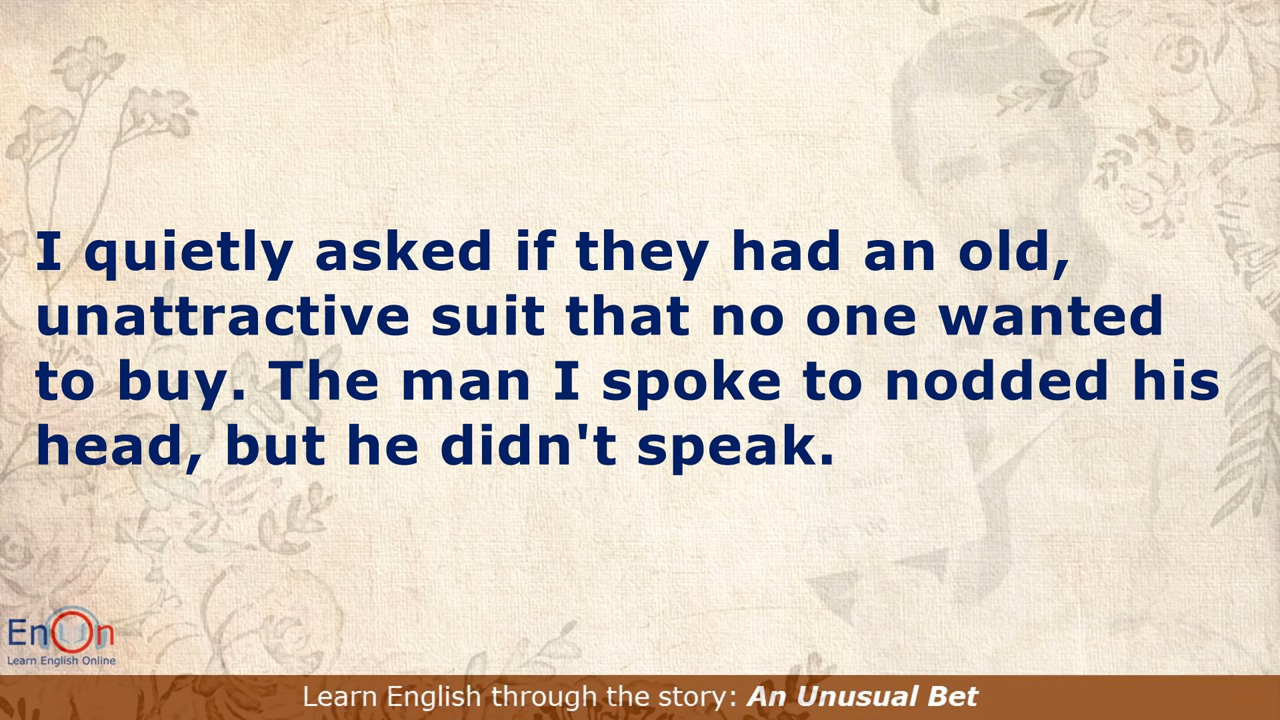 I quietly asked if they had an old,
unattractive suit that no one wanted
to buy. The man I spoke to nodded his
head, but he didn't speak.
EnOn
Learn English Online
Learn English through the story: An Unusual Bet